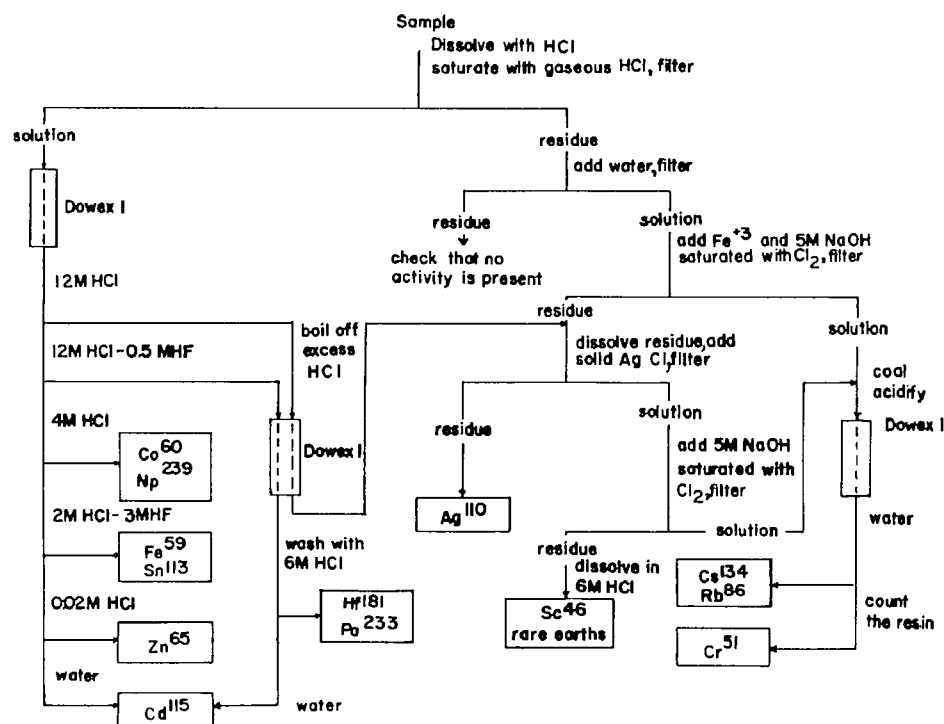 Sample
Dissolve with HCl
saturate with gaseous HCl, filter
solution
residue
add water, filter
Dowex 1
residue
check that no
activity is present
solution
add Fe+3 and 5M NaOH
saturated with Cl2, filter
12M HCl
residue
boil off
excess
HCl
dissolve residue, add
solid Ag Cl, filter
solution
coal
acidify
12M HCl-0.5 MHF
4M HCl
Co60
Np239
Dowex 1
residue
solution
add 5M NaOH
saturated with
Cl2, filter
Dowex 1
Ag110
2M HCl-3MHF
Fe59
Sn113
wash with
6M HCl
residue
dissolve in
6M HCl
solution
water
Sc46
rare earths
Cs134
Rb86
count
the resin
0.02M HCl
Zn65
Hf181
Pa233
Cr51
water
Cd115
water